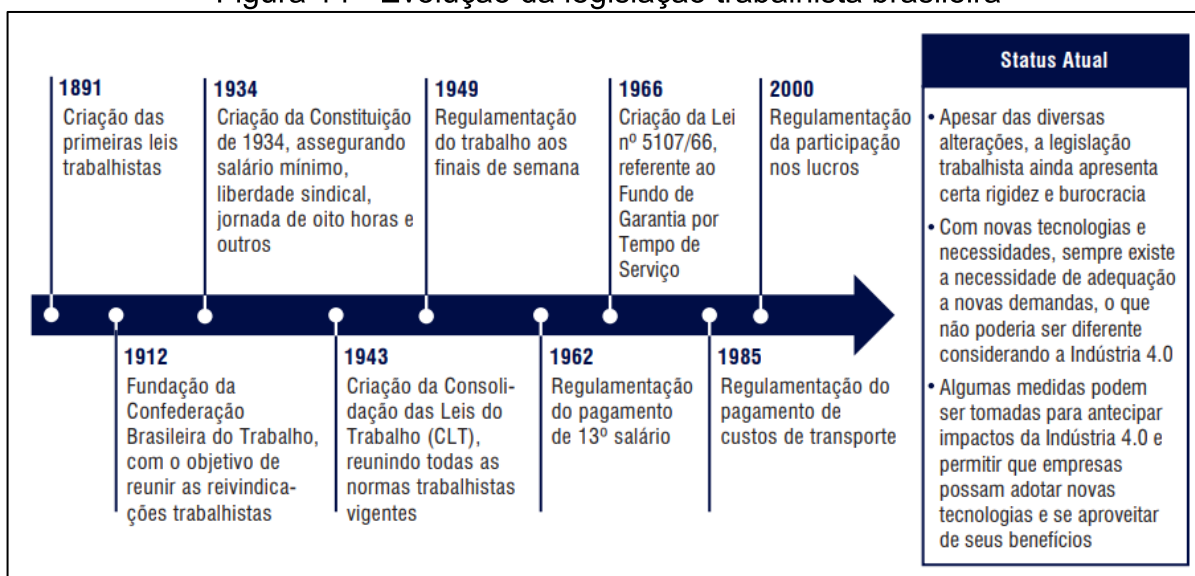 Figura 14 - Evolução da legislação trabalhista brasileira
1891
Criação das
primeiras leis
trabalhistas
1934
Criação da Constituição
de 1934, assegurando
salário mínimo,
liberdade sindical,
jornada de oito horas e
outros
1949
Regulamentação
do trabalho aos
finais de semana
1966
Criação da Lei
nº 5107/66,
referente ao
Fundo de
Garantia por
Tempo de
Serviço
2000
Regulamentação
da participação
nos lucros
1912
Fundação da
Confederação
Brasileira do Trabalho,
com o objetivo de
reunir as reivindica-
ções trabalhistas
1943
Criação da Consoli-
dação das Leis do
Trabalho (CLT),
reunindo todas as
normas trabalhistas
vigentes
1962
Regulamentação
do pagamento
de 13º salário
1985
Regulamentação do
pagamento de
custos de transporte
Status Atual
• Apesar das diversas
alterações, a legislação
trabalhista ainda apresenta
certa rigidez e burocracia
• Com novas tecnologias e
necessidades, sempre existe
a necessidade de adequação
a novas demandas, o que
não poderia ser diferente
considerando a Indústria 4.0
• Algumas medidas podem
ser tomadas para antecipar
impactos da Indústria 4.0 e
permitir que empresas
possam adotar novas
tecnologias e se aproveitar
de seus benefícios